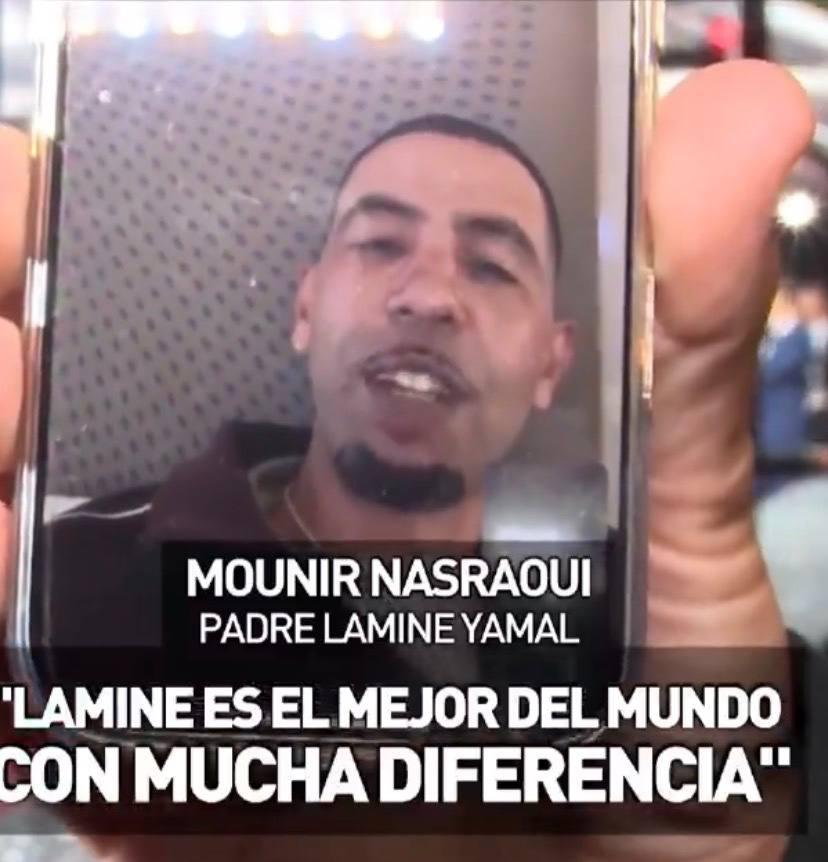 MOUNIR NASRAOUI
PADRE LAMINE YAMAL
"LAMINE ES EL MEJOR DEL MUNDO
CON MUCHA DIFERENCIA"